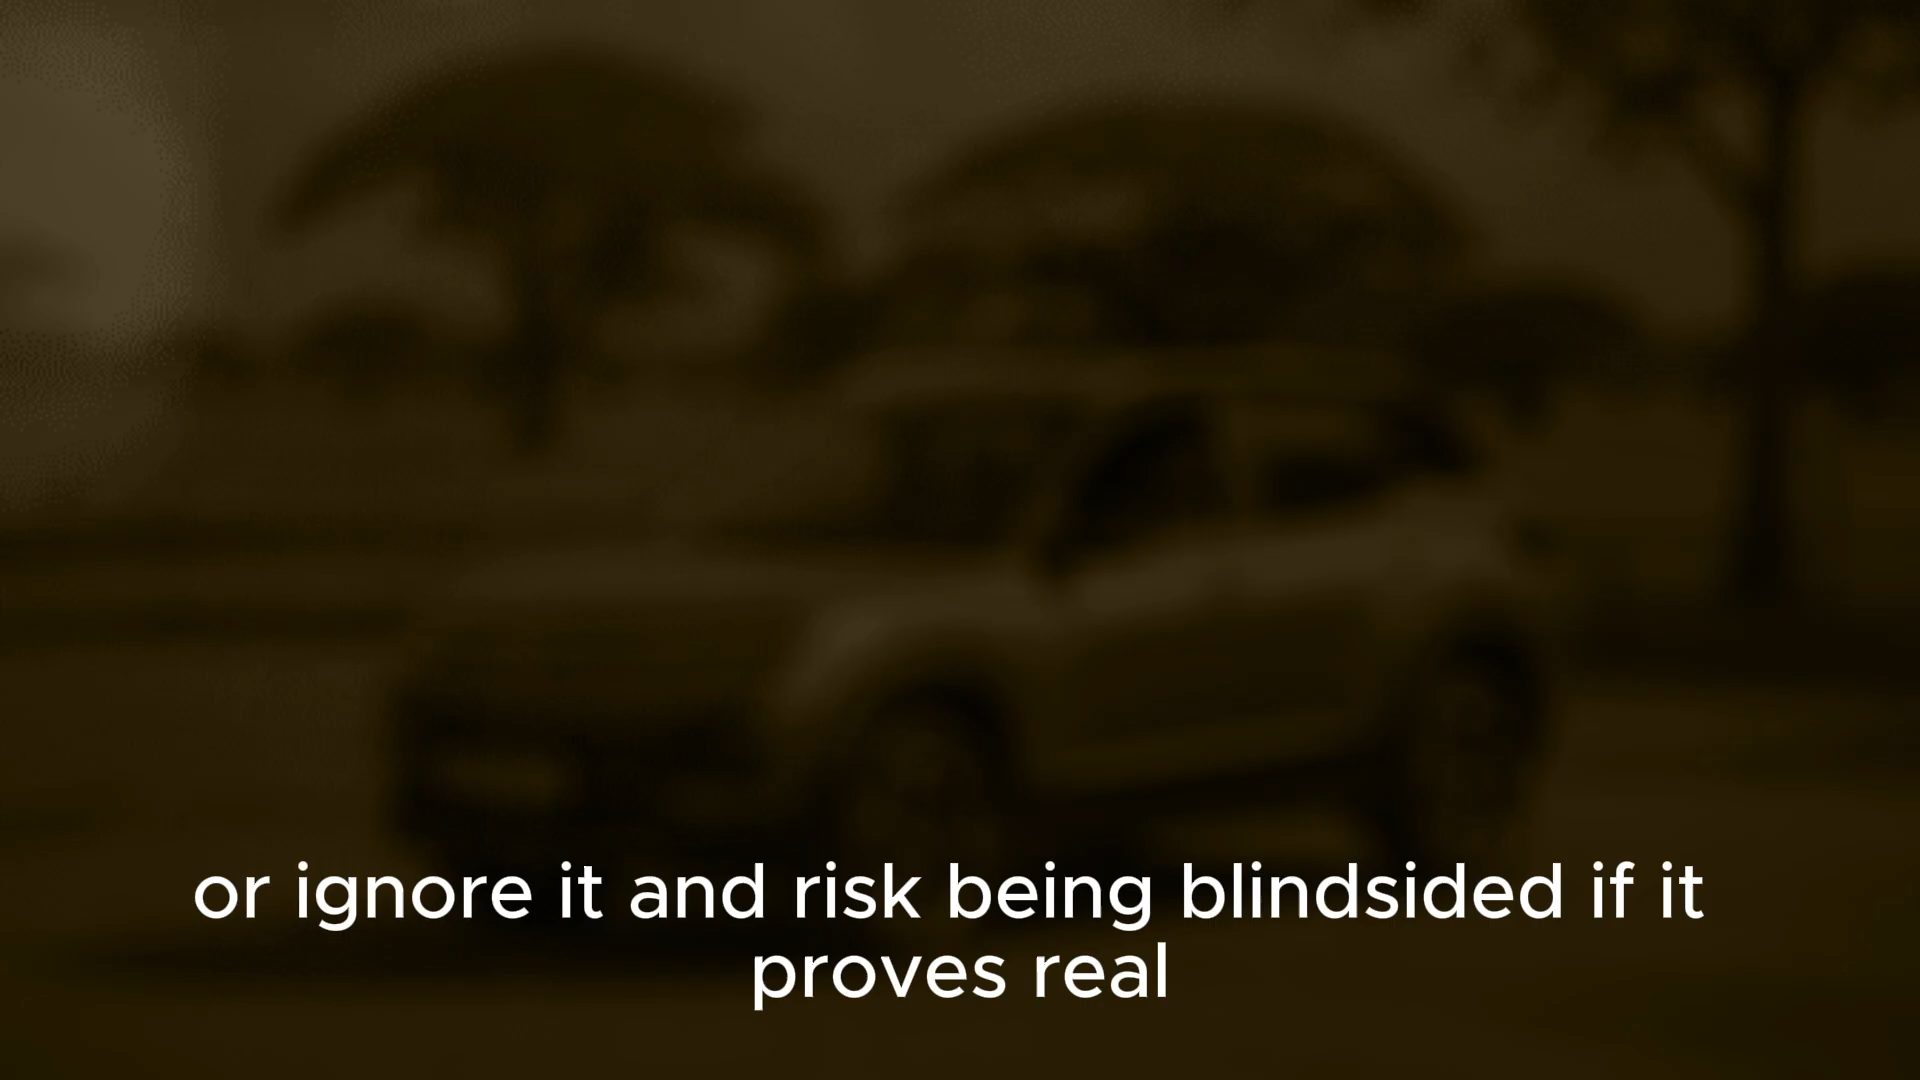 or ignore it and risk being blindsided if it
proves real